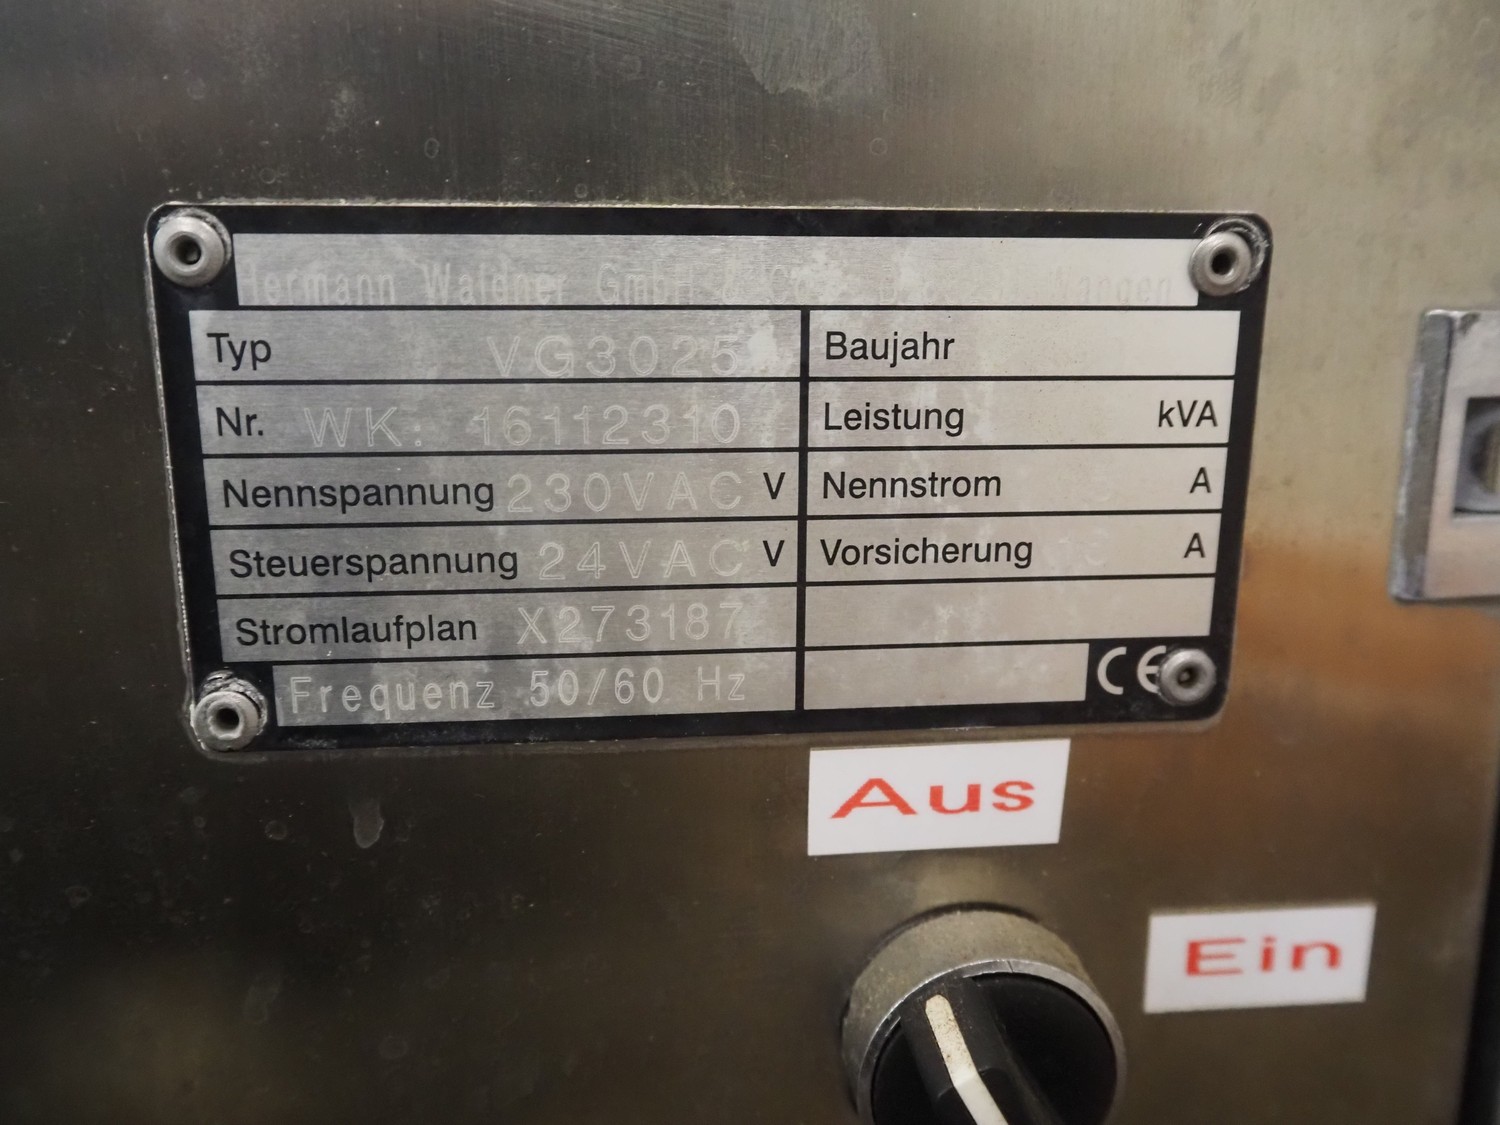 Hermann Waldner GmbH & Co. Wangen
Typ VG3025 Baujahr
Nr. WK: 16112310 Leistung kVA
Nennspannung 230VAC V Nennstrom A
Steuerspannung 24VAC V Vorsicherung A
Stromlaufplan X273187
Frequenz 50/60 Hz CE
Aus
Ein